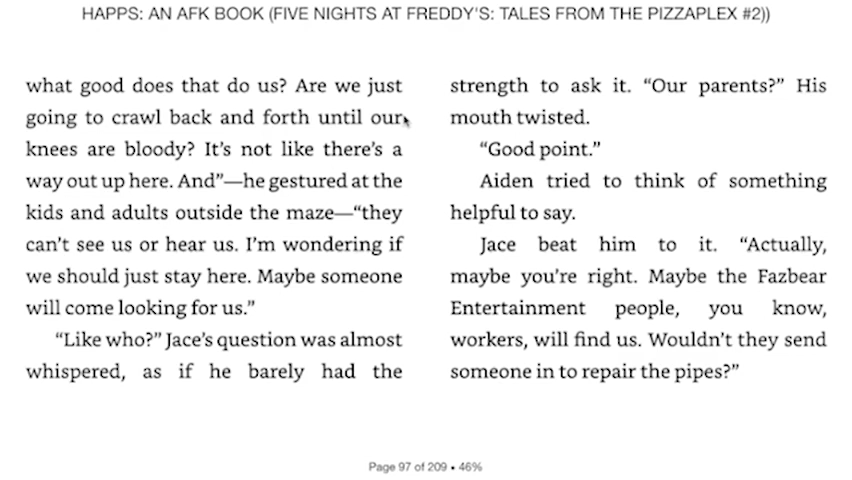 HAPPS: AN AFK BOOK (FIVE NIGHTS AT FREDDY'S: TALES FROM THE PIZZAPLEX #2))
what good does that do us? Are we just
going to crawl back and forth until our
knees are bloody? It’s not like there’s a
way out up here. And”—he gestured at the
kids and adults outside the maze—“they
can’t see us or hear us. I’m wondering if
we should just stay here. Maybe someone
will come looking for us.”
“Like who?” Jace’s question was almost
whispered, as if he barely had the
strength to ask it. “Our parents?” His
mouth twisted.
“Good point.”
Aiden tried to think of something
helpful to say.
Jace beat him to it. “Actually,
maybe you’re right. Maybe the Fazbear
Entertainment people, you know,
workers, will find us. Wouldn’t they send
someone in to repair the pipes?”
Page 97 of 209 • 46%